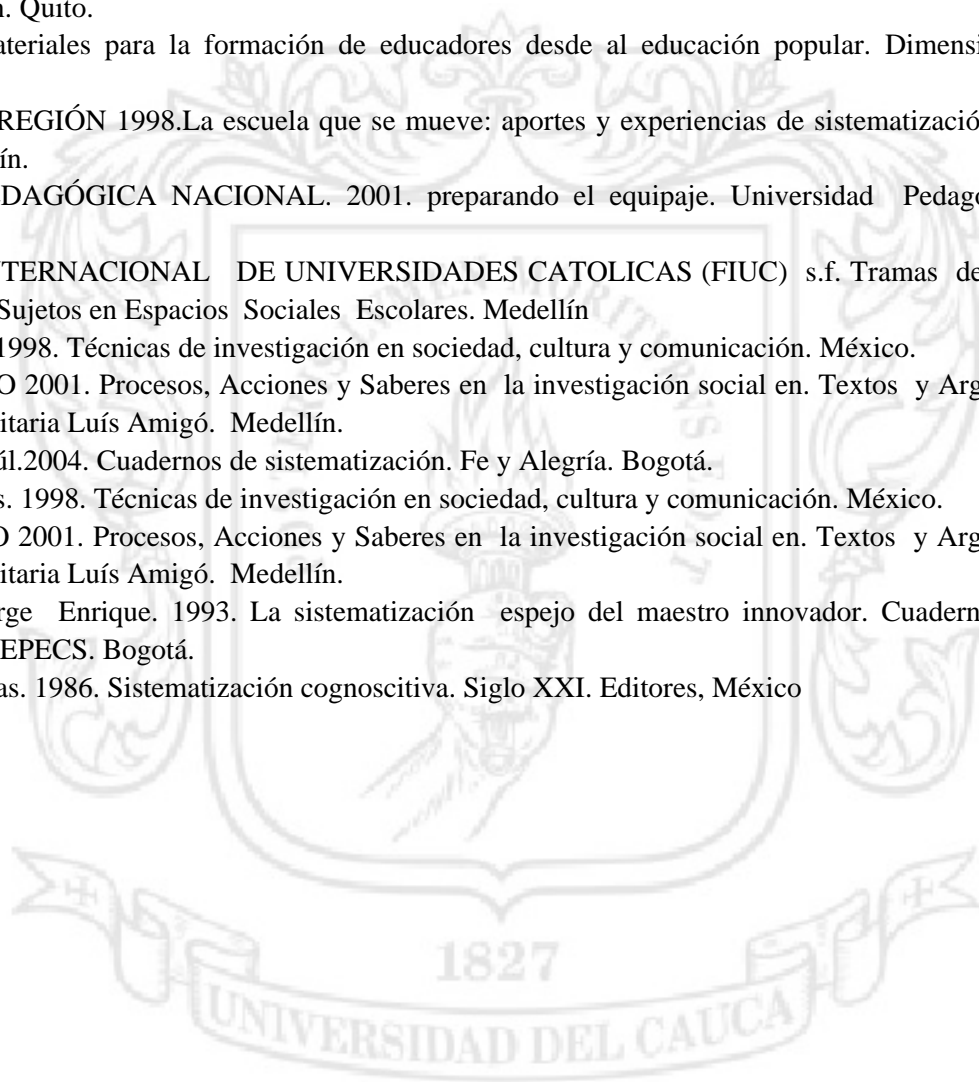 n. Quito.
ateriales para la formación de educadores desde al educación popular. Dimensi
REGIÓN 1998.La escuela que se mueve: aportes y experiencias de sistematizació
ín.
DAGÓGICA NACIONAL. 2001. preparando el equipaje. Universidad Pedago
NTERNACIONAL DE UNIVERSIDADES CATOLICAS (FIUC) s.f. Tramas de
Sujetos en Espacios Sociales Escolares. Medellín
1998. Técnicas de investigación en sociedad, cultura y comunicación. México.
O 2001. Procesos, Acciones y Saberes en la investigación social en. Textos y Arg
itaria Luís Amigó. Medellín.
úl.2004. Cuadernos de sistematización. Fe y Alegría. Bogotá.
s. 1998. Técnicas de investigación en sociedad, cultura y comunicación. México.
O 2001. Procesos, Acciones y Saberes en la investigación social en. Textos y Arg
itaria Luís Amigó. Medellín.
rge Enrique. 1993. La sistematización espejo del maestro innovador. Cuadern
EPECS. Bogotá.
as. 1986. Sistematización cognoscitiva. Siglo XXI. Editores, México
1827
UNIVERSIDAD DEL CAUCA